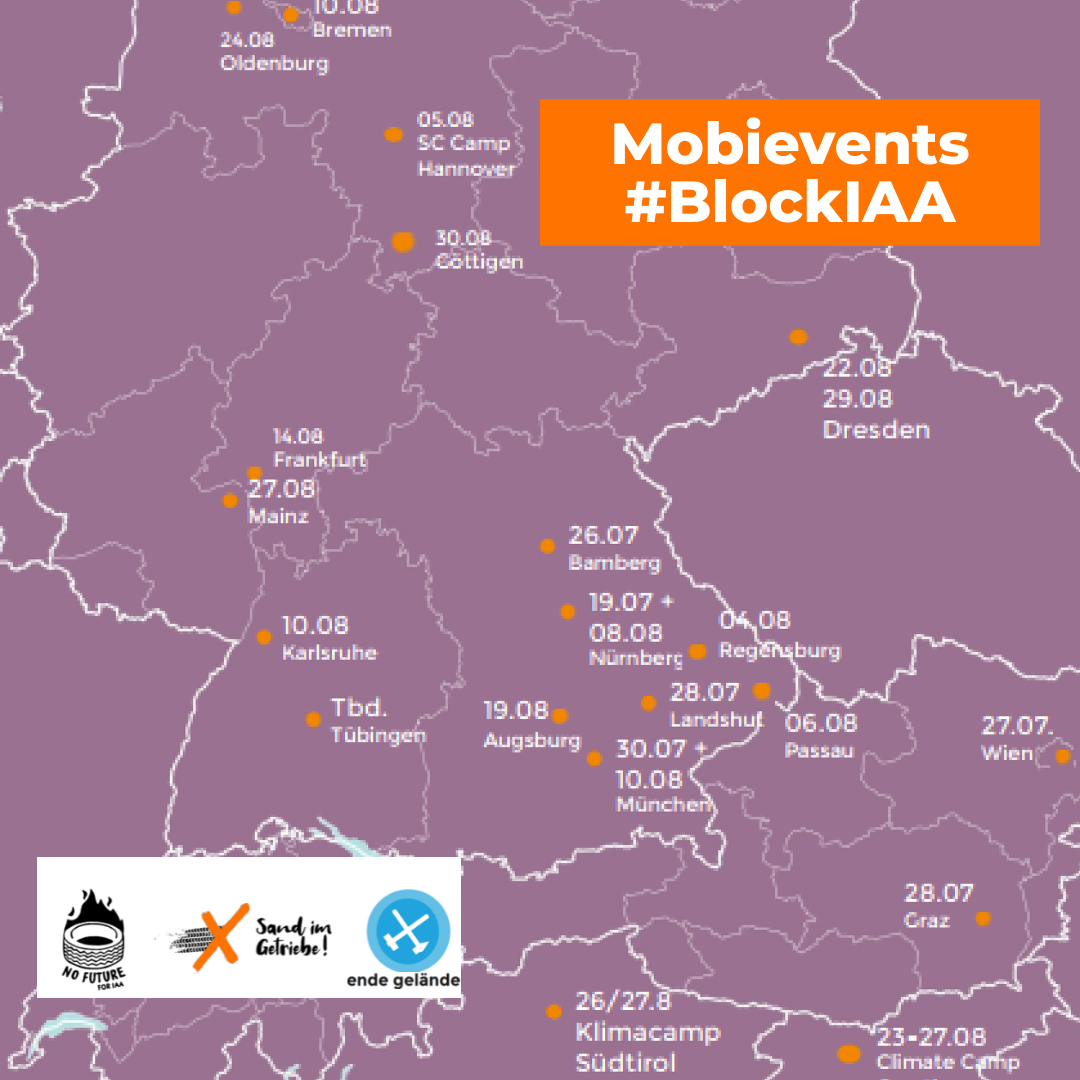 10.08
Bremen
24.08
Oldenburg
05.08
SC Camp
Hannover
Mobievents
#BlockIAA
30.08
Göttigen
22.08
29.08
Dresden
14.08
Frankfurt
27.08
Mainz
26.07
Bamberg
19.07 +
08.08
Nürnberg
04.08
Regensburg
10.08
Karlsruhe
28.07
Landshut
Tbd.
Tübingen
19.08
Augsburg
06.08
Passau
27.07.
Wien
30.07 +
10.08
München
28.07
Graz
NO FUTURE
FOR IAA
Sand im
Getriebe!
ende gelände
26/27.8
Klimacamp
Südtirol
23-27.08
Climate Camp